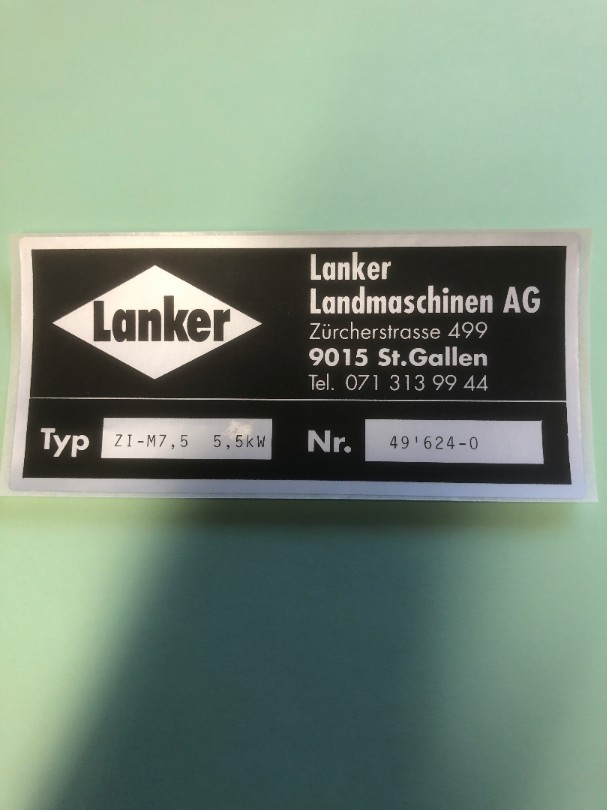 Lanker
Lanker
Landmaschinen AG
Zürcherstrasse 499
9015 St.Gallen
Tel. 071 313 99 44
Typ ZI-M7,5 5,5kW Nr. 49'624-0